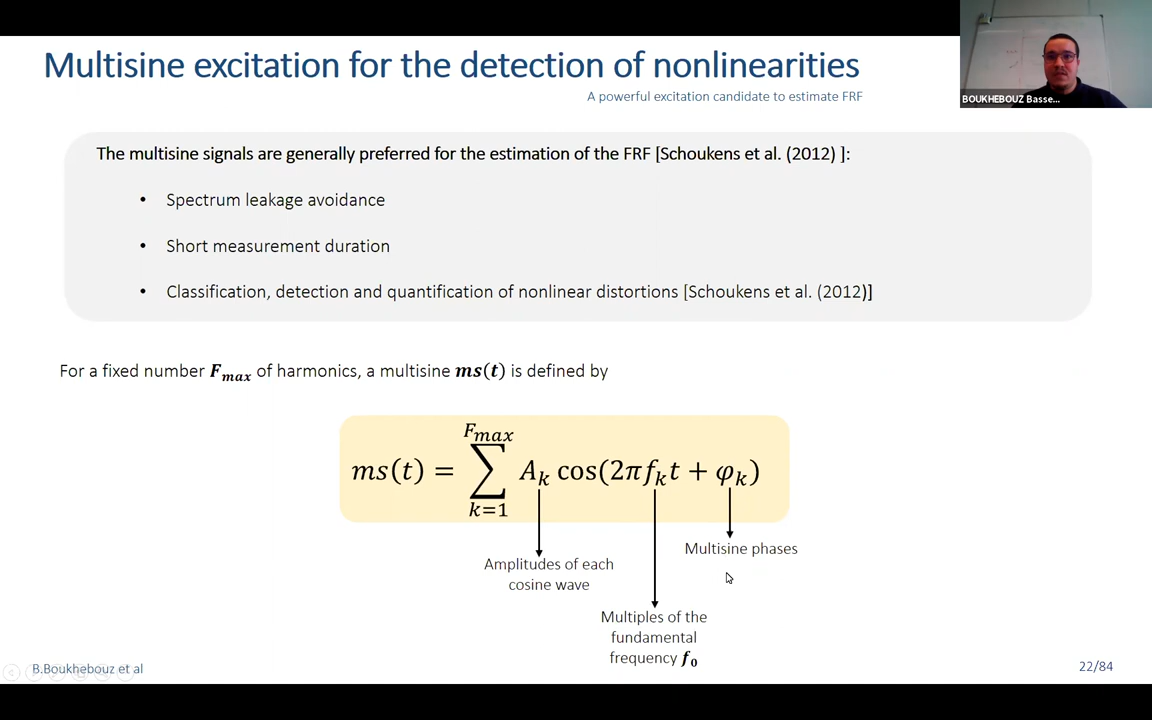 Multisine excitation for the detection of nonlinearities
A powerful excitation candidate to estimate FRF
BOUKHEBOUZ Basse...
The multisine signals are generally preferred for the estimation of the FRF [Schoukens et al. (2012) ]:
• Spectrum leakage avoidance
• Short measurement duration
• Classification, detection and quantification of nonlinear distortions [Schoukens et al. (2012)]
For a fixed number F_max of harmonics, a multisine ms(t) is defined by
ms(t) = ∑_{k=1}^{F_max} A_k cos(2πf_k t + φ_k)
Multisine phases
Amplitudes of each
cosine wave
Multiples of the
fundamental
frequency f_0
B.Boukhebouz et al
22/84